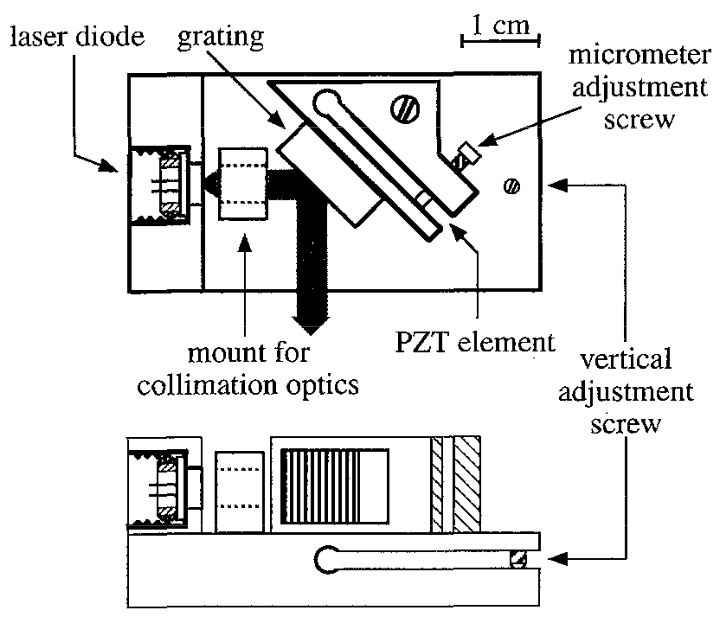 laser diode
grating
1 cm
micrometer
adjustment
screw
mount for
collimation optics
PZT element
vertical
adjustment
screw